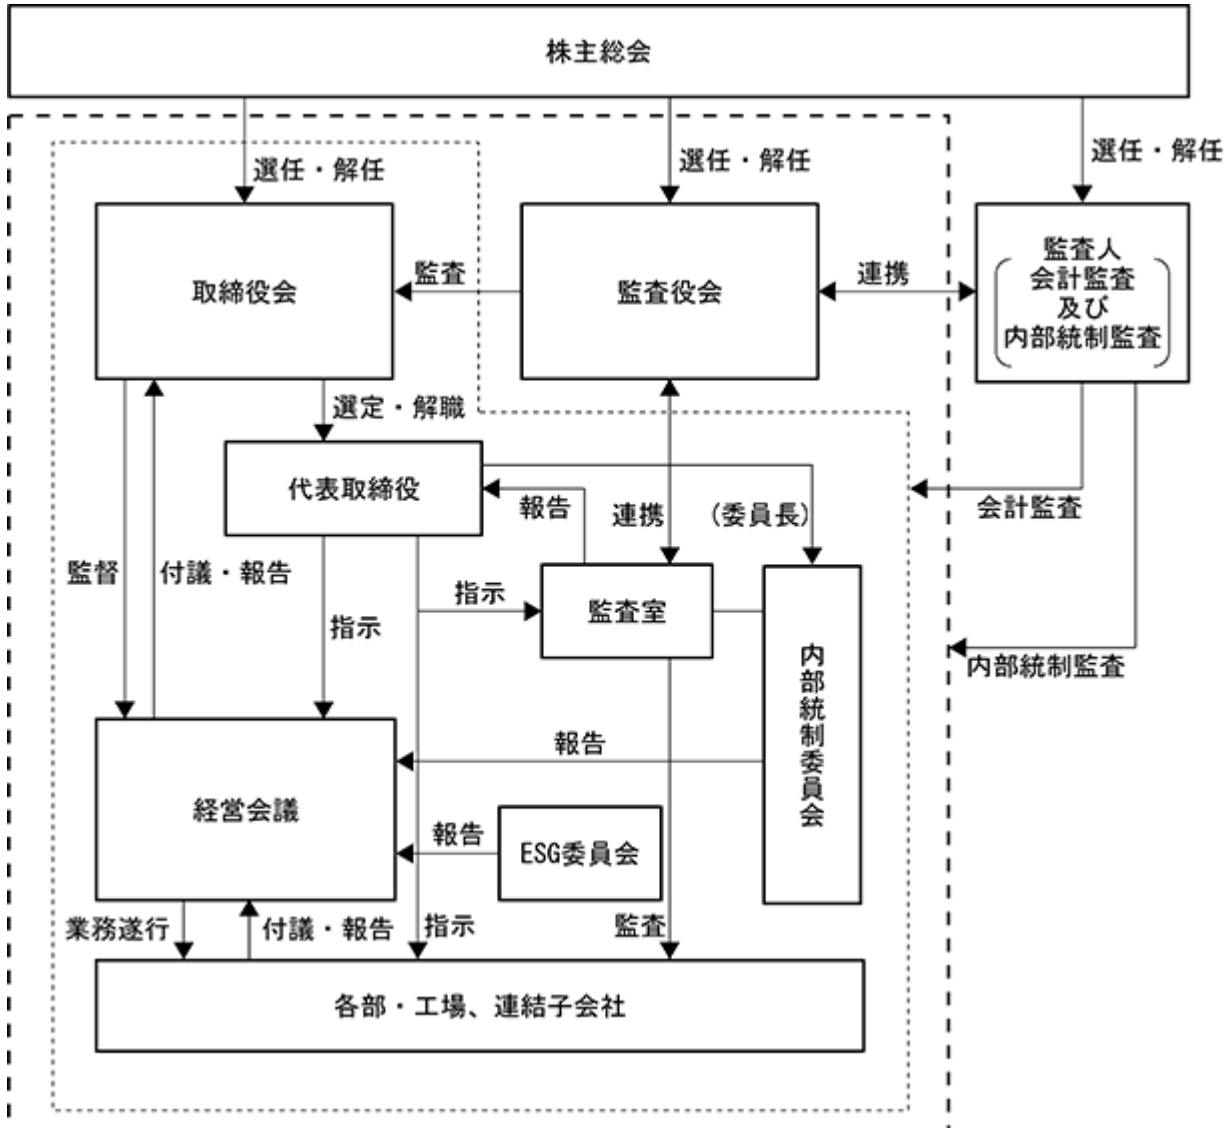 株主総会
選任・解任
選任・解任
選任・解任
取締役会
監査
監査役会
連携
監査人
会計監査
及び
内部統制監査
選定・解職
代表取締役
報告
連携
(委員長)
会計監査
監督
付議・報告
指示
指示
監査室
内部統制委員会
内部統制監査
報告
経営会議
報告
ESG委員会
業務遂行
付議・報告
指示
監査
各部・工場、連結子会社